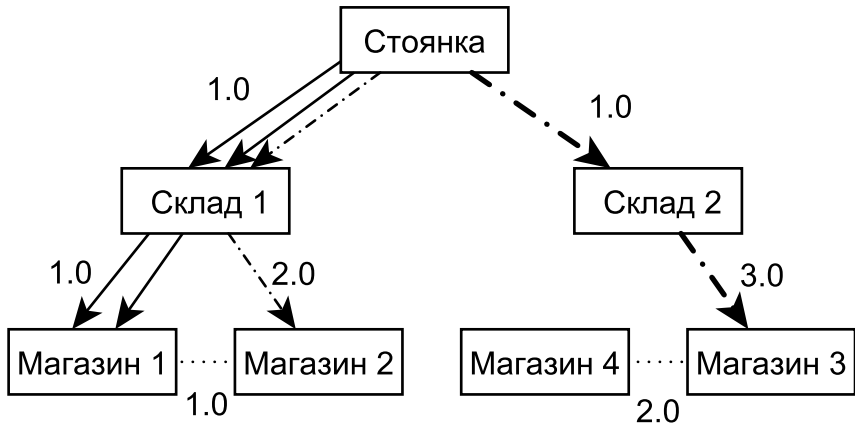 Стоянка
1.0
1.0
Склад 1
Склад 2
1.0
2.0
3.0
Магазин 1
Магазин 2
Магазин 4
Магазин 3
1.0
2.0